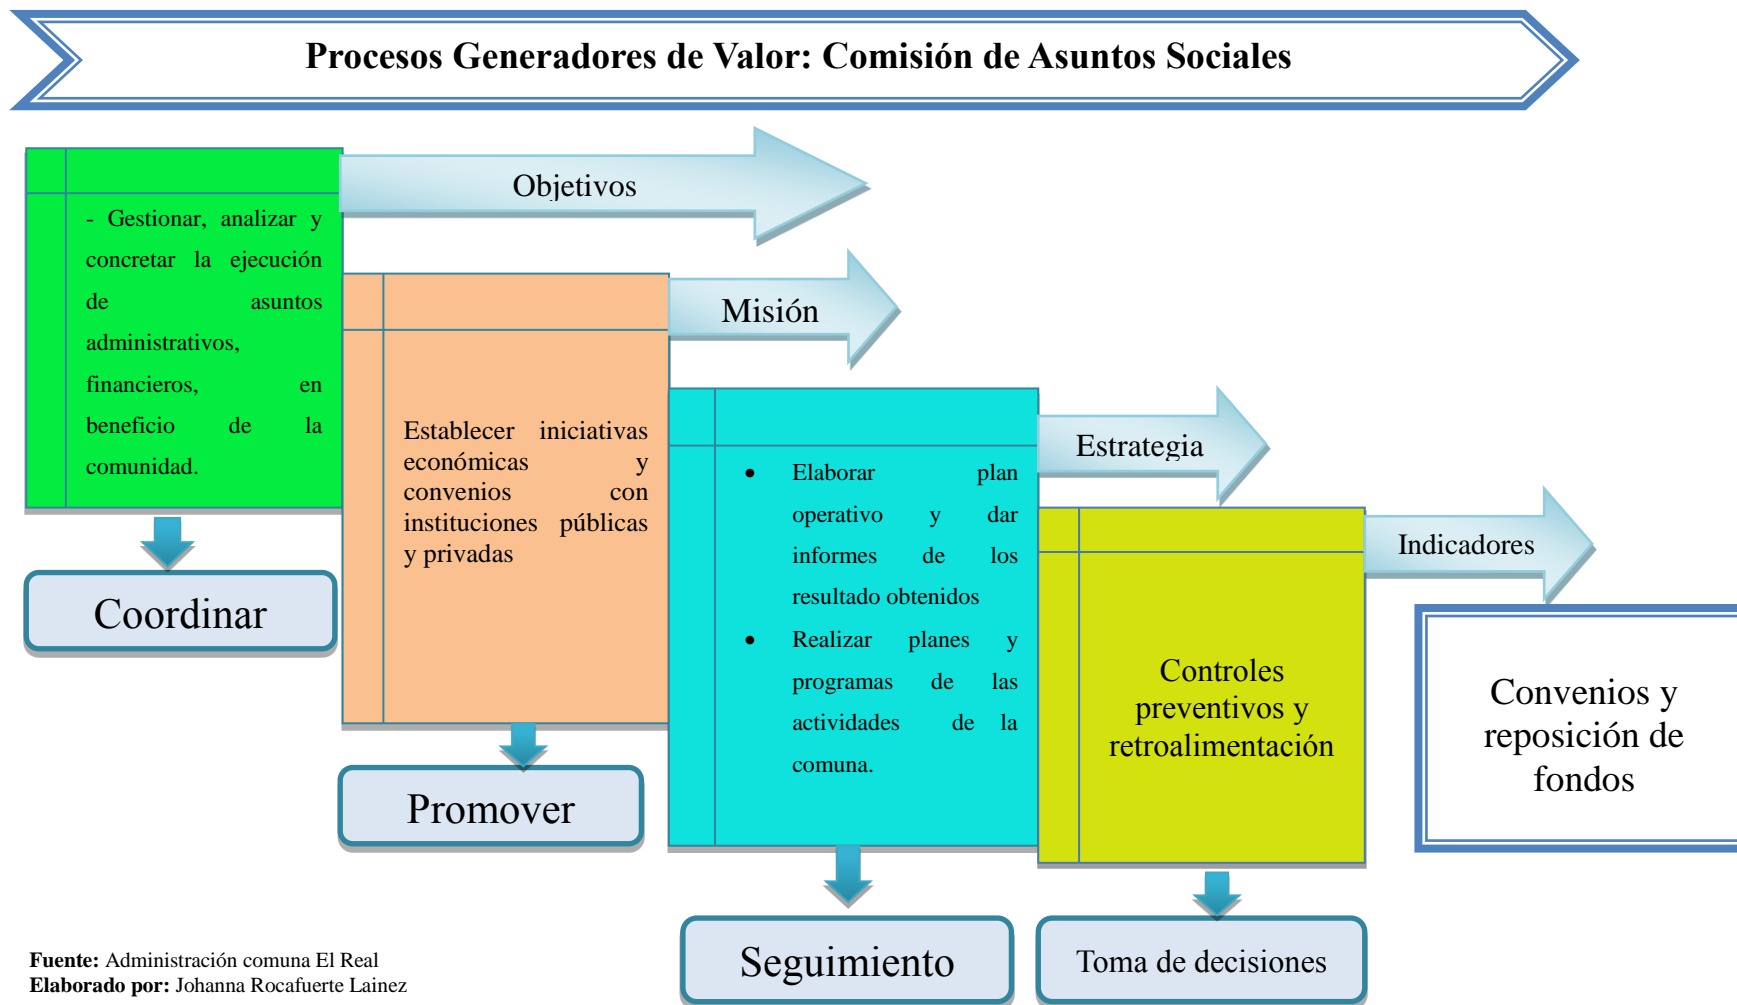 Procesos Generadores de Valor: Comisión de Asuntos Sociales
Objetivos
- Gestionar, analizar y
concretar la ejecución
de asuntos
administrativos,
financieros, en
beneficio de la
comunidad.
Coordinar
Misión
Establecer iniciativas
económicas y
convenios con
instituciones públicas
y privadas
Promover
Estrategia
• Elaborar plan
operativo y dar
informes de los
resultado obtenidos
• Realizar planes y
programas de las
actividades de la
comuna.
Seguimiento
Indicadores
Controles
preventivos y
retroalimentación
Toma de decisiones
Convenios y
reposición de
fondos
Fuente: Administración comuna El Real
Elaborado por: Johanna Rocafuerte Lainez